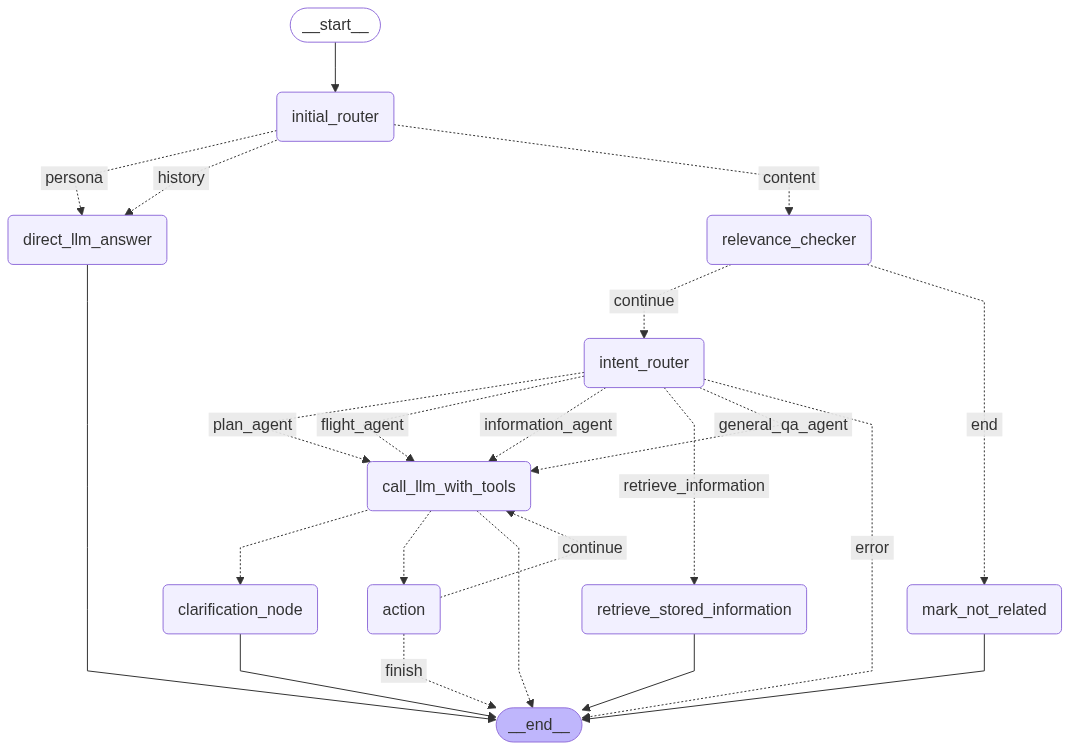 __start__
initial_router
persona
history
content
direct_llm_answer
relevance_checker
continue
intent_router
plan_agent
flight_agent
information_agent
general_qa_agent
end
call_llm_with_tools
retrieve_information
continue
error
clarification_node
action
retrieve_stored_information
mark_not_related
finish
__end__